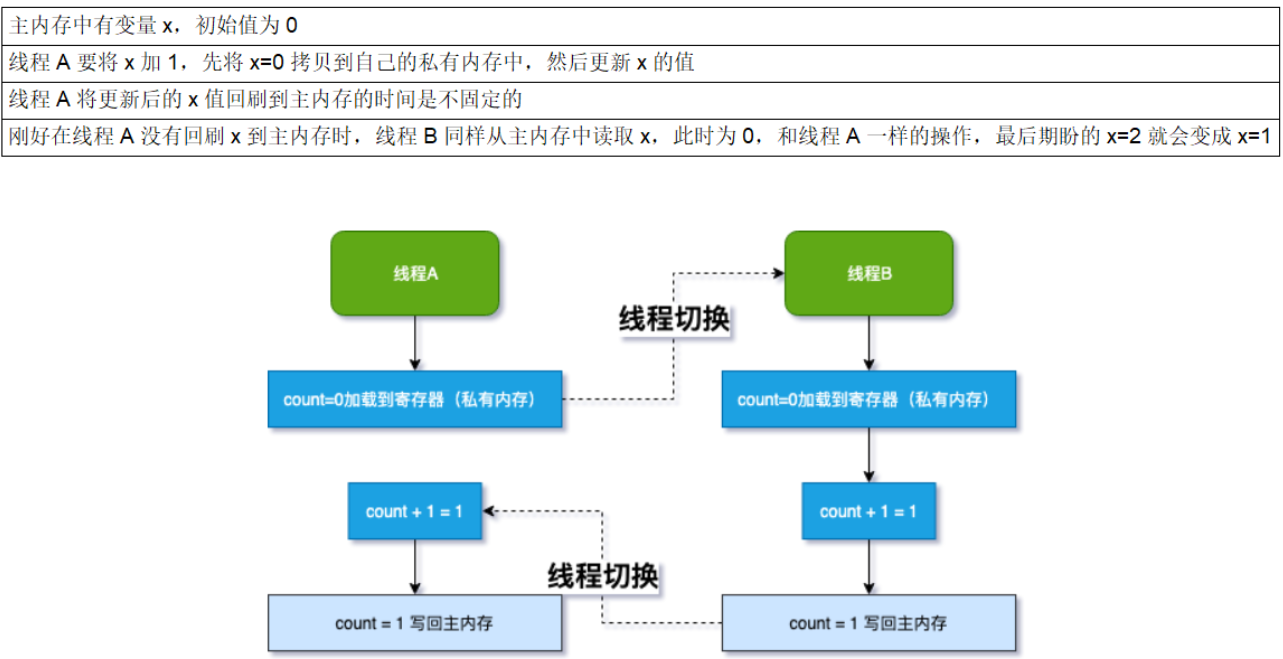 主内存中有变量 x，初始值为 0
线程 A 要将 x 加 1，先将 x=0 拷贝到自己的私有内存中，然后更新 x 的值
线程 A 将更新后的 x 值回刷到主内存的时间是不固定的
刚好在线程 A 没有回刷 x 到主内存时，线程 B 同样从主内存中读取 x，此时为 0，和线程 A 一样的操作，最后期盼的 x=2 就会变成 x=1
线程A
线程B
线程切换
count=0加载到寄存器（私有内存）
count=0加载到寄存器（私有内存）
count + 1 = 1
count + 1 = 1
线程切换
count = 1 写回主内存
count = 1 写回主内存